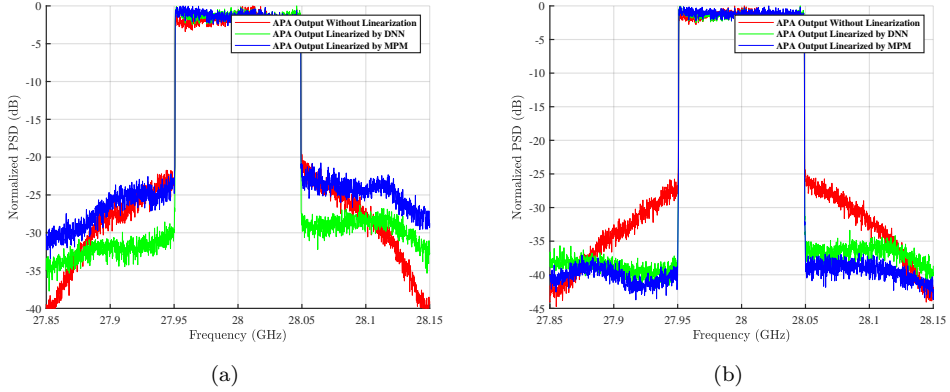 0
-5
-10
-15
-20
-25
-30
-35
-40
Normalized PSD (dB)
APA Output Without Linearization
APA Output Linearized by DNN
APA Output Linearized by MPM
27.85 27.9 27.95 28 28.05 28.1 28.15
Frequency (GHz)
(a)
0
-5
-10
-15
-20
-25
-30
-35
-40
-45
Normalized PSD (dB)
APA Output Without Linearization
APA Output Linearized by DNN
APA Output Linearized by MPM
27.85 27.9 27.95 28 28.05 28.1 28.15
Frequency (GHz)
(b)